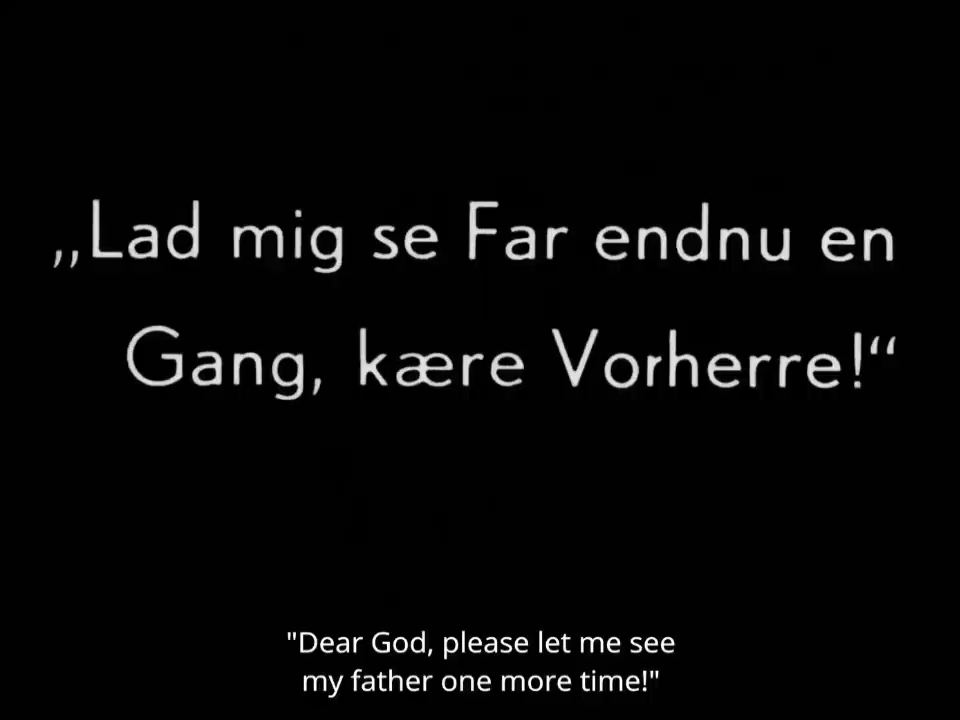 „Lad mig se Far endnu en
Gang, kære Vorherre!“
"Dear God, please let me see
my father one more time!"